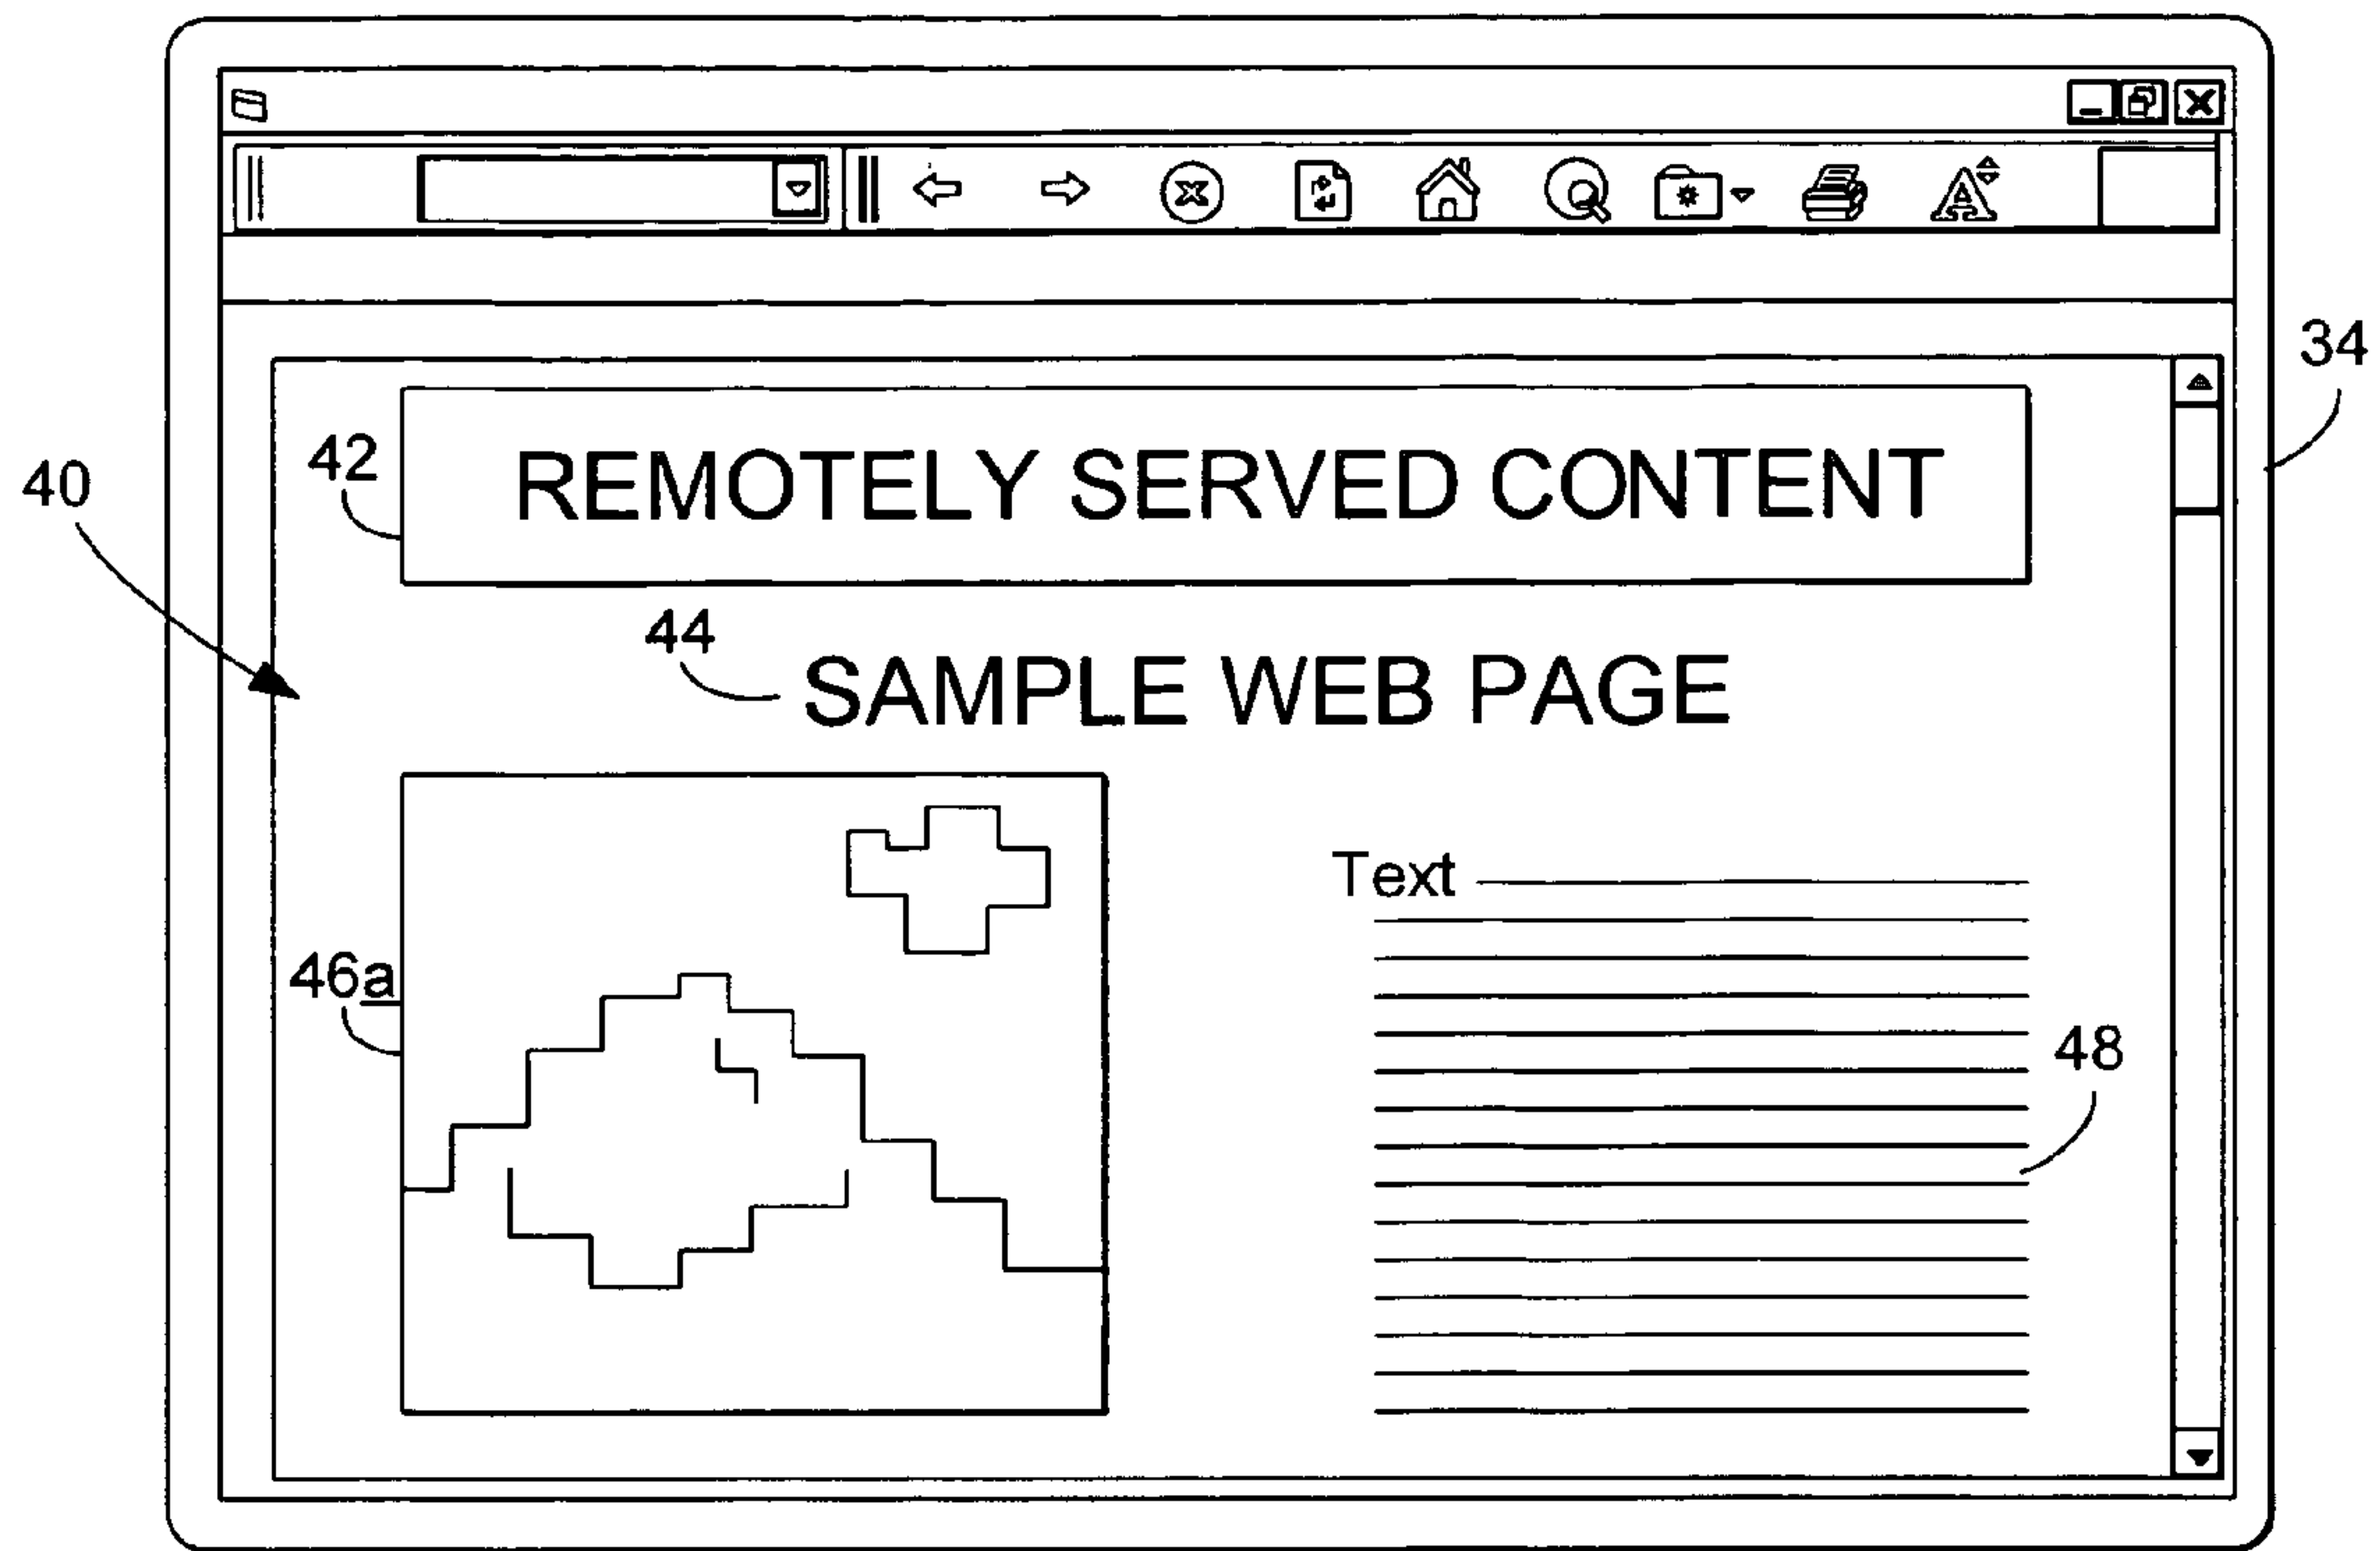 34
REMOTELY SERVED CONTENT
42
40
44
SAMPLE WEB PAGE
Text
46a
48